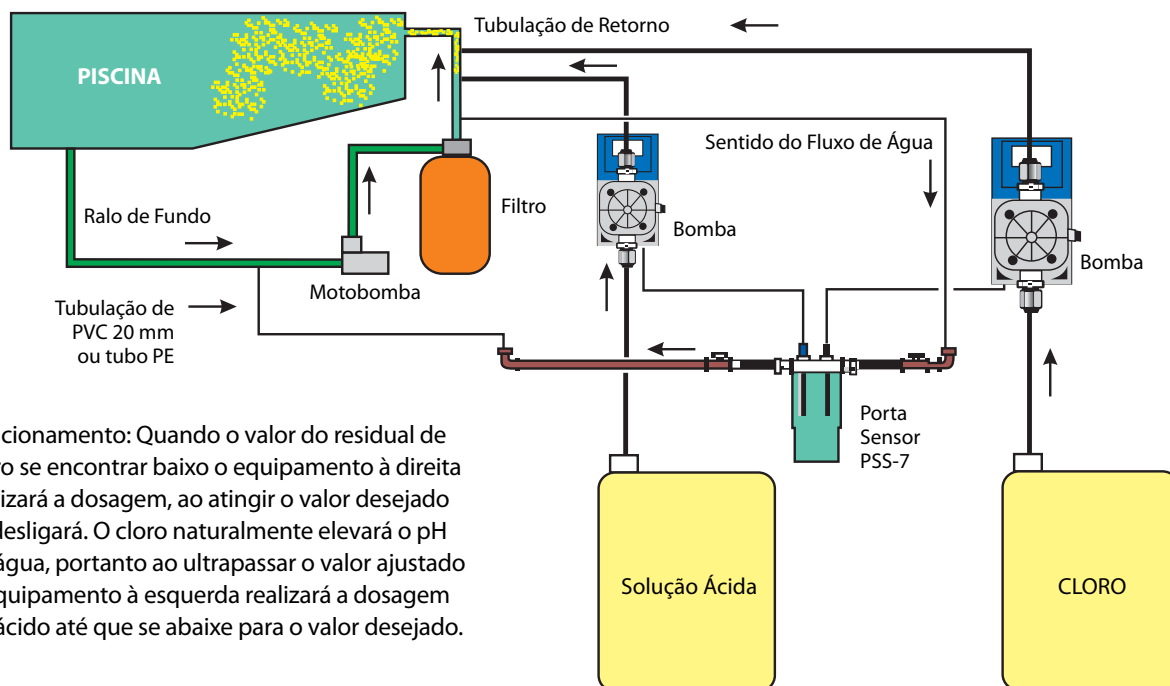 Tubulação de Retorno
PISCINA
Sentido do Fluxo de Água
Filtro
Ralo de Fundo
Bomba
Bomba
Motobomba
Tubulação de
PVC 20 mm
ou tubo PE
Porta
Sensor
PSS-7
cionamento: Quando o valor do residual de
o se encontrar baixo o equipamento à direita
izará a dosagem, ao atingir o valor desejado
desligará. O cloro naturalmente elevará o pH
água, portanto ao ultrapassar o valor ajustado
quipamento à esquerda realizará a dosagem
ácido até que se abaixe para o valor desejado.
Solução Ácida
CLORO